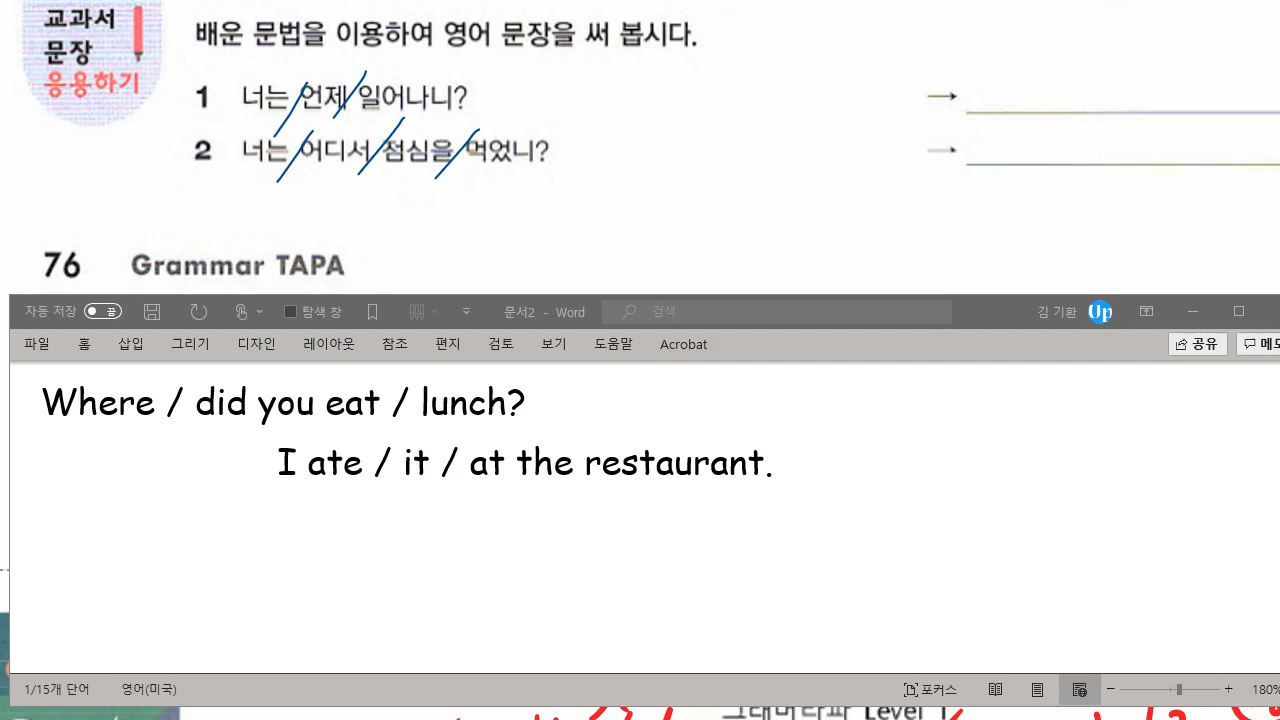 교과서
문장
응용하기
배운 문법을 이용하여 영어 문장을 써 봅시다.
1 너는 언제 일어나니? →
2 너는 어디서 점심을 먹었니? →
76 Grammar TAPA
자동 저장 끔 탐색 창 문서2 - Word 검색 김 기환 Up
파일 홈 삽입 그리기 디자인 레이아웃 참조 편지 검토 보기 도움말 Acrobat 공유 메모
Where / did you eat / lunch?
I ate / it / at the restaurant.
1/15개 단어 영어(미국) 포커스 − + 180%
Level 1